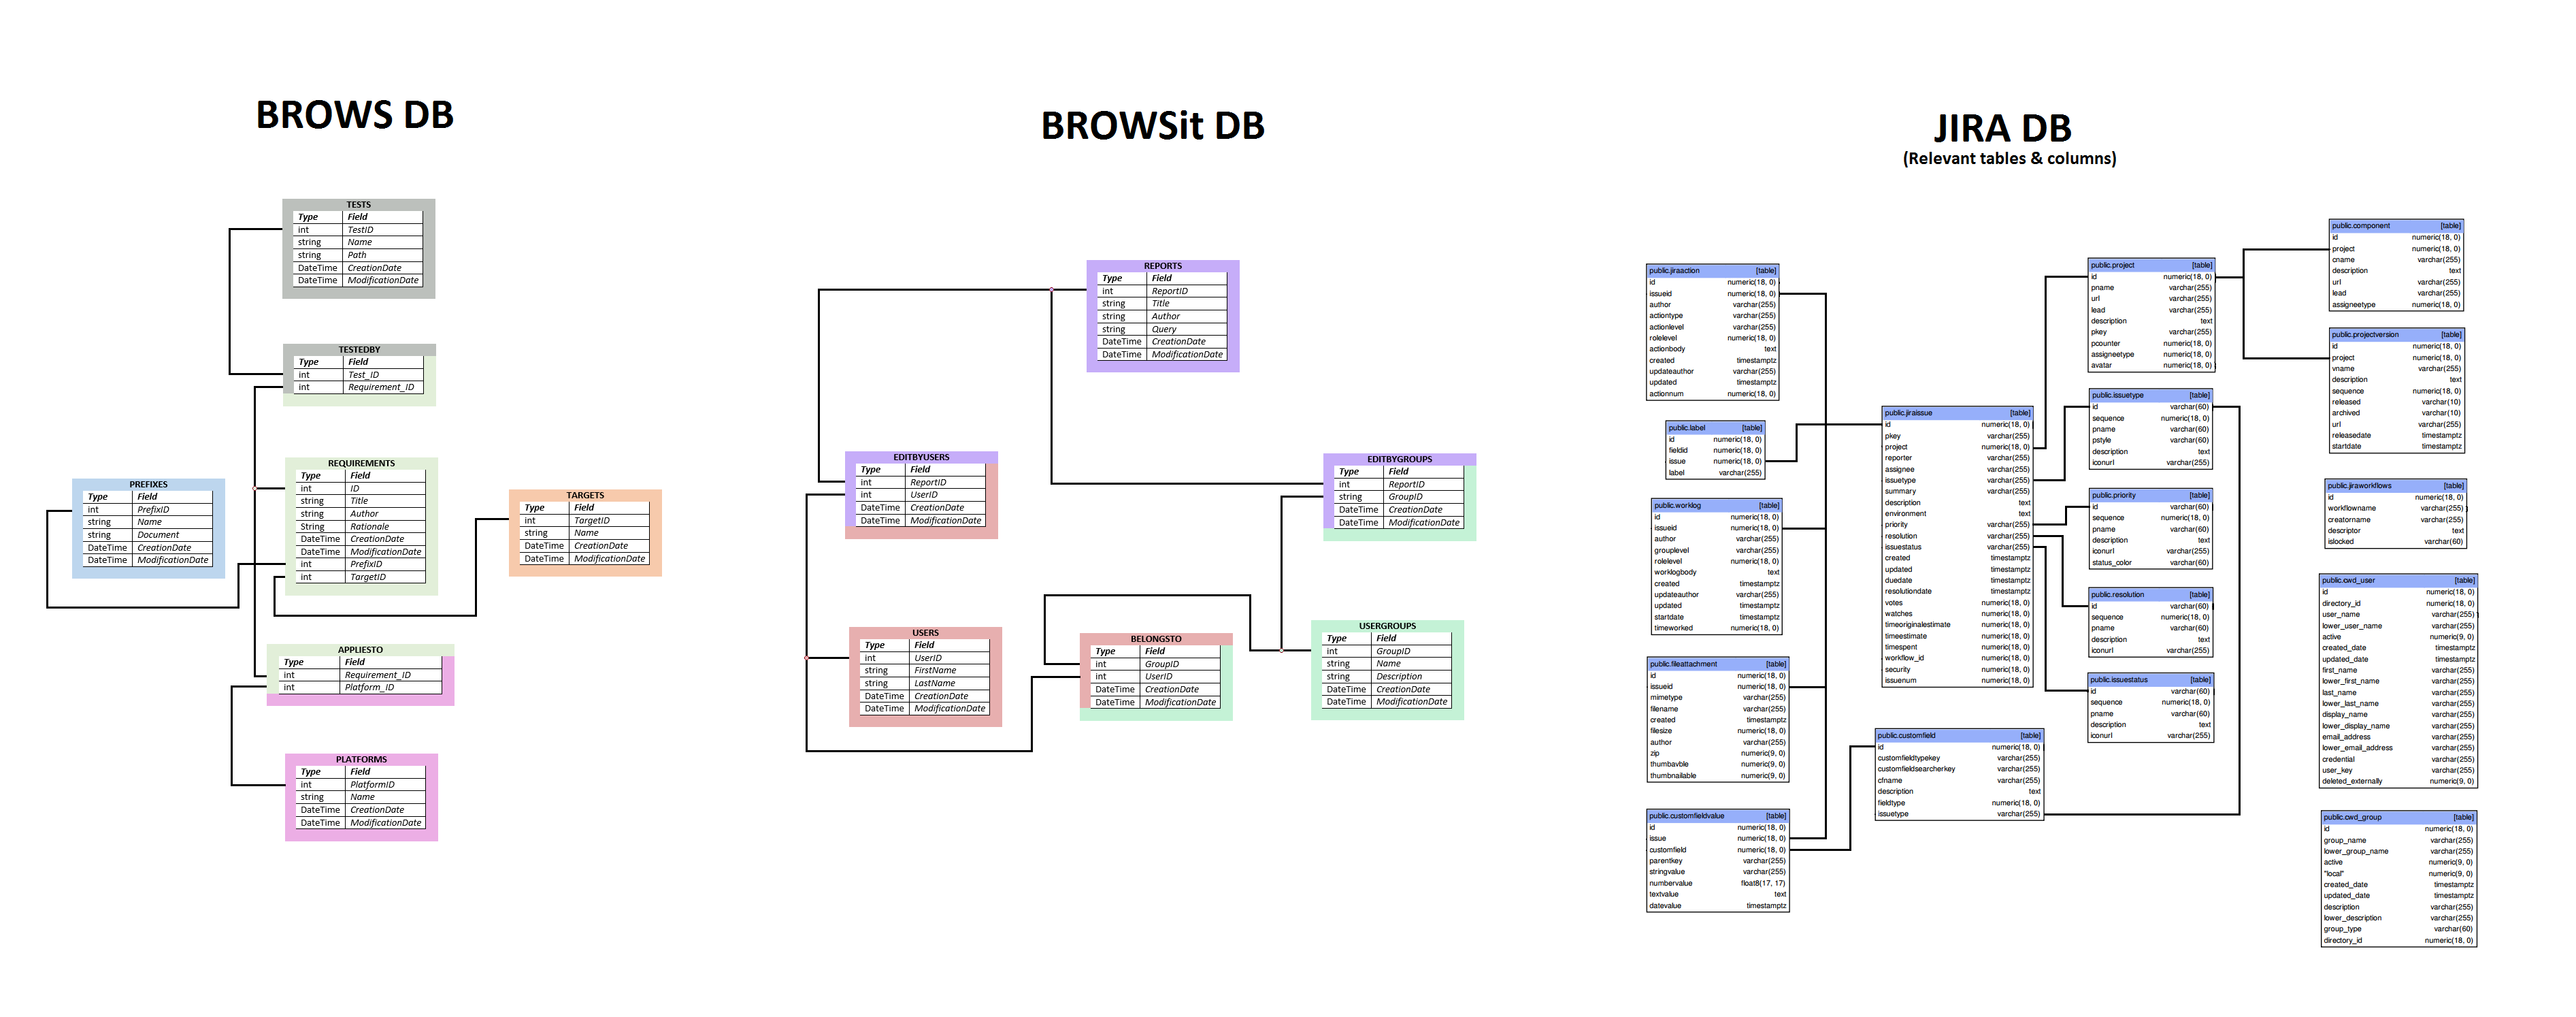 BROWS DB
TESTS
Type Field
int TestID
string Name
string Path
DateTime CreationDate
DateTime ModificationDate
TESTEDBY
Type Field
int Test_ID
int Requirement_ID
REQUIREMENTS
Type Field
int ID
string Title
string Author
string Rationale
DateTime CreationDate
DateTime ModificationDate
int PrefixID
int TargetID
PREFIXES
Type Field
int PrefixID
string Name
string Document
DateTime CreationDate
DateTime ModificationDate
TARGETS
Type Field
int TargetID
string Name
DateTime CreationDate
DateTime ModificationDate
APPLIESTO
Type Field
int Requirement_ID
int Platform_ID
PLATFORMS
Type Field
int PlatformID
string Name
DateTime CreationDate
DateTime ModificationDate
BROWSit DB
REPORTS
Type Field
int ReportID
string Title
string Author
string Query
DateTime CreationDate
DateTime ModificationDate
EDITBYUSERS
Type Field
int ReportID
int UserID
DateTime CreationDate
DateTime ModificationDate
EDITBYGROUPS
Type Field
int ReportID
string GroupID
DateTime CreationDate
DateTime ModificationDate
USERS
Type Field
int UserID
string FirstName
string LastName
DateTime CreationDate
DateTime ModificationDate
BELONGSTO
Type Field
int GroupID
int UserID
DateTime CreationDate
DateTime ModificationDate
USERGROUPS
Type Field
int GroupID
string Name
string Description
DateTime CreationDate
DateTime ModificationDate
JIRA DB
(Relevant tables & columns)
public.jiraaction [table]
id numeric(18, 0)
issueid numeric(18, 0)
author varchar(255)
actiontype varchar(255)
actionlevel varchar(255)
rolelevel numeric(18, 0)
actionbody text
created timestamptz
updateauthor varchar(255)
updated timestamptz
actionnum numeric(18, 0)
public.label [table]
id numeric(18, 0)
fieldid numeric(18, 0)
issue numeric(18, 0)
label varchar(255)
public.worklog [table]
id numeric(18, 0)
issueid numeric(18, 0)
author varchar(255)
grouplevel varchar(255)
rolelevel numeric(18, 0)
worklogbody text
created timestamptz
updateauthor varchar(255)
updated timestamptz
startdate timestamptz
timeworked numeric(18, 0)
public.fileattachment [table]
id numeric(18, 0)
issueid numeric(18, 0)
mimetype varchar(255)
filename varchar(255)
created timestamptz
filesize numeric(18, 0)
author varchar(255)
zip numeric(9, 0)
thumbavble numeric(9, 0)
thumbnailable numeric(9, 0)
public.customfieldvalue [table]
id numeric(18, 0)
issue numeric(18, 0)
customfield numeric(18, 0)
parentkey varchar(255)
stringvalue varchar(255)
numbervalue float8(17, 17)
textvalue text
datevalue timestamptz
public.jiraissue [table]
id numeric(18, 0)
pkey varchar(255)
project numeric(18, 0)
reporter varchar(255)
assignee varchar(255)
issuetype varchar(255)
summary varchar(255)
description text
environment text
priority varchar(255)
resolution varchar(255)
issuestatus varchar(255)
created timestamptz
updated timestamptz
duedate timestamptz
resolutiondate timestamptz
votes numeric(18, 0)
watches numeric(18, 0)
timeoriginalestimate numeric(18, 0)
timeestimate numeric(18, 0)
timespent numeric(18, 0)
workflow_id numeric(18, 0)
security numeric(18, 0)
issuenum numeric(18, 0)
public.customfield [table]
id numeric(18, 0)
customfieldtypekey varchar(255)
customfieldsearcherkey varchar(255)
cfname varchar(255)
description text
fieldtype numeric(18, 0)
issuetype varchar(255)
public.project [table]
id numeric(18, 0)
pname varchar(255)
url varchar(255)
lead varchar(255)
description text
pkey varchar(255)
pcounter numeric(18, 0)
assigneetype numeric(18, 0)
avatar numeric(18, 0)
public.issuetype [table]
id varchar(60)
sequence numeric(18, 0)
pname varchar(60)
pstyle varchar(60)
description text
iconurl varchar(255)
public.priority [table]
id varchar(60)
sequence numeric(18, 0)
pname varchar(60)
description text
iconurl varchar(255)
status_color varchar(60)
public.resolution [table]
id varchar(60)
sequence numeric(18, 0)
pname varchar(60)
description text
iconurl varchar(255)
public.issuestatus [table]
id varchar(60)
sequence numeric(18, 0)
pname varchar(60)
description text
iconurl varchar(255)
public.component [table]
id numeric(18, 0)
project numeric(18, 0)
cname varchar(255)
description text
url varchar(255)
lead varchar(255)
assigneetype numeric(18, 0)
public.projectversion [table]
id numeric(18, 0)
project numeric(18, 0)
vname varchar(255)
description text
sequence numeric(18, 0)
released varchar(10)
archived varchar(10)
url varchar(255)
releasedate timestamptz
startdate timestamptz
public.jiraworkflows [table]
id numeric(18, 0)
workflowname varchar(255)
creatorname varchar(255)
descriptor text
islocked varchar(60)
public.cwd_user [table]
id numeric(18, 0)
directory_id numeric(18, 0)
user_name varchar(255)
lower_user_name varchar(255)
active numeric(9, 0)
created_date timestamptz
updated_date timestamptz
first_name varchar(255)
lower_first_name varchar(255)
last_name varchar(255)
lower_last_name varchar(255)
display_name varchar(255)
lower_display_name varchar(255)
email_address varchar(255)
lower_email_address varchar(255)
credential varchar(255)
user_key varchar(255)
deleted_externally numeric(9, 0)
public.cwd_group [table]
id numeric(18, 0)
group_name varchar(255)
lower_group_name varchar(255)
active numeric(9, 0)
"local" numeric(9, 0)
created_date timestamptz
updated_date timestamptz
description varchar(255)
lower_description varchar(255)
group_type varchar(60)
directory_id numeric(18, 0)